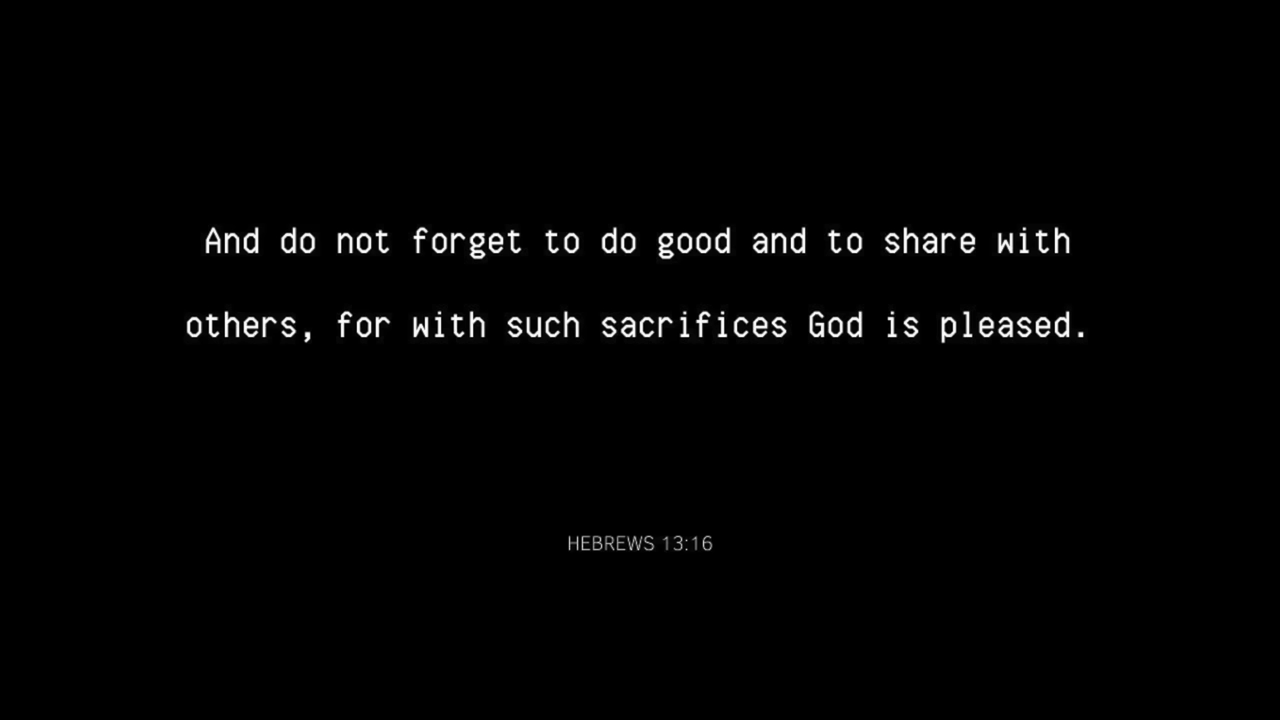 And do not forget to do good and to share with
others, for with such sacrifices God is pleased.
HEBREWS 13:16